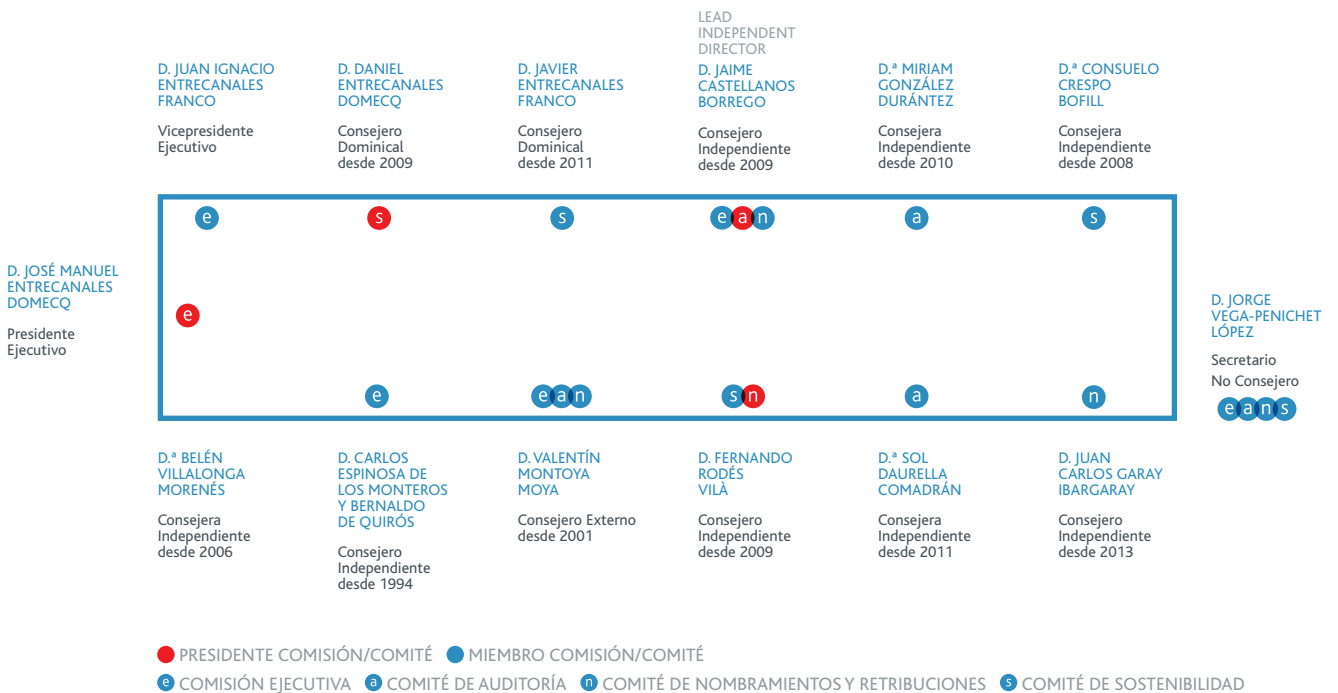 LEAD
INDEPENDENT
DIRECTOR
D. JUAN IGNACIO
ENTRECANALES
FRANCO
Vicepresidente
Ejecutivo
D. DANIEL
ENTRECANALES
DOMECQ
Consejero
Dominical
desde 2009
D. JAVIER
ENTRECANALES
FRANCO
Consejero
Dominical
desde 2011
D. JAIME
CASTELLANOS
BORREGO
Consejero
Independiente
desde 2009
D.ª MIRIAM
GONZÁLEZ
DURÁNTEZ
Consejera
Independiente
desde 2010
D.ª CONSUELO
CRESPO
BOFILL
Consejera
Independiente
desde 2008
e
s
s
e a n
a
s
D. JOSÉ MANUEL
ENTRECANALES
DOMECQ
Presidente
Ejecutivo
e
D. JORGE
VEGA-PENICHET
LÓPEZ
Secretario
No Consejero
e a n s
e
e a n
s n
a
n
D.ª BELÉN
VILLALONGA
MORENÉS
Consejera
Independiente
desde 2006
D. CARLOS
ESPINOSA DE
LOS MONTEROS
Y BERNALDO
DE QUIRÓS
Consejero
Independiente
desde 1994
D. VALENTÍN
MONTOYA
MOYA
Consejero Externo
desde 2001
D. FERNANDO
RODÉS
VILÀ
Consejero
Independiente
desde 2009
D.ª SOL
DAURELLA
COMADRÁN
Consejera
Independiente
desde 2011
D. JUAN
CARLOS GARAY
IBARGARAY
Consejero
Independiente
desde 2013
PRESIDENTE COMISIÓN/COMITÉ MIEMBRO COMISIÓN/COMITÉ
e COMISIÓN EJECUTIVA a COMITÉ DE AUDITORÍA n COMITÉ DE NOMBRAMIENTOS Y RETRIBUCIONES s COMITÉ DE SOSTENIBILIDAD